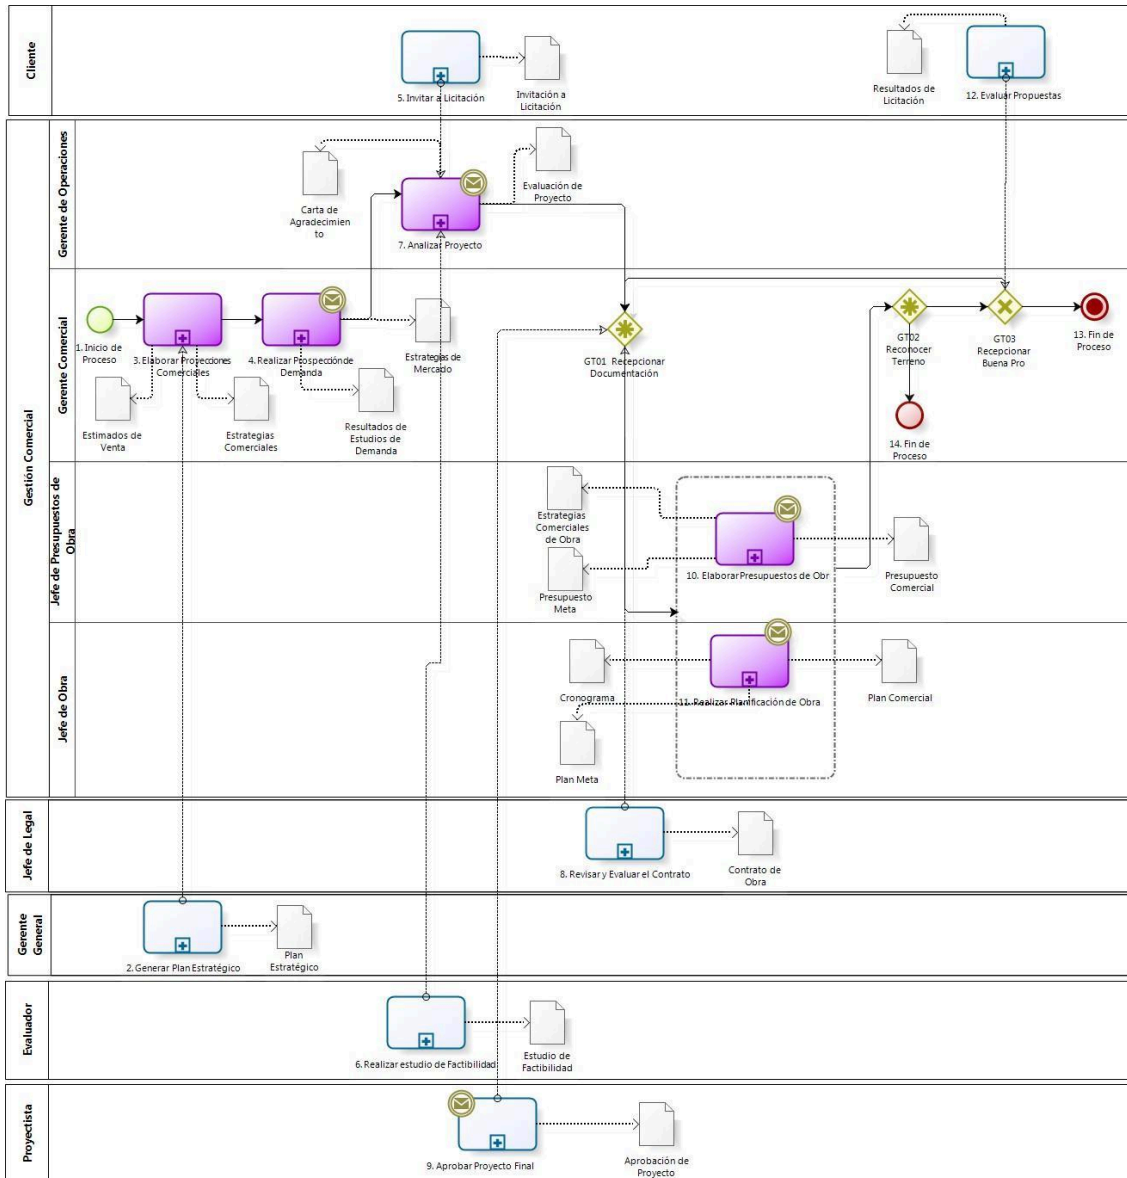 Cliente
5. Invitar a Licitación
Invitación a
Licitación
Resultados de
Licitación
12. Evaluar Propuestas
Gestión Comercial
Gerente de Operaciones
Carta de
Agradecimie
nto
Evaluación de
Proyecto
7. Analizar Proyecto
Gerente Comercial
1. Inicio de
Proceso
3. Elaborar Proyecciones
Comerciales
4. Realizar Prospección de
Demanda
Estrategias de
Mercado
Estimados de
Venta
Estrategias
Comerciales
Resultados de
Estudios de
Demanda
GT01 Recepcionar
Documentación
GT02
Reconocer
Terreno
GT03
Recepcionar
Buena Pro
13. Fin de
Proceso
14. Fin de
Proceso
Jefe de Presupuestos de
Obra
Estrategias
Comerciales
de Obra
Presupuesto
Meta
10. Elaborar Presupuestos de Obr
Presupuesto
Comercial
Jefe de Obra
Cronograma
11. Realizar Planificación de Obra
Plan Comercial
Plan Meta
Jefe de Legal
8. Revisar y Evaluar el Contrato
Contrato de
Obra
Gerente
General
2. Generar Plan Estratégico
Plan
Estratégico
Evaluador
6. Realizar estudio de Factibilidad
Estudio de
Factibilidad
Proyectista
9. Aprobar Proyecto Final
Aprobación de
Proyecto